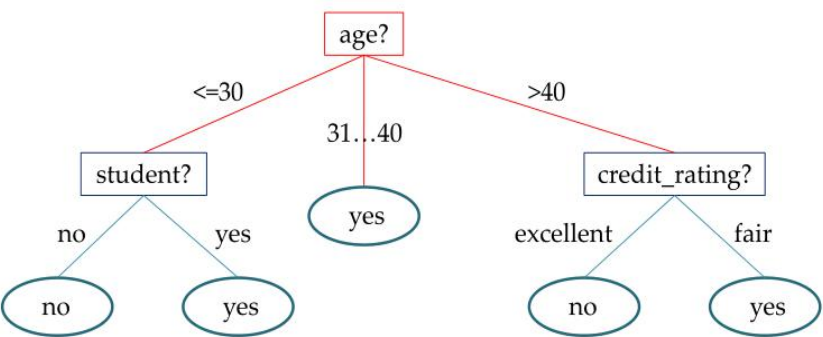 age?
<=30
>40
31...40
student?
credit_rating?
yes
no
yes
excellent
fair
no
yes
no
yes